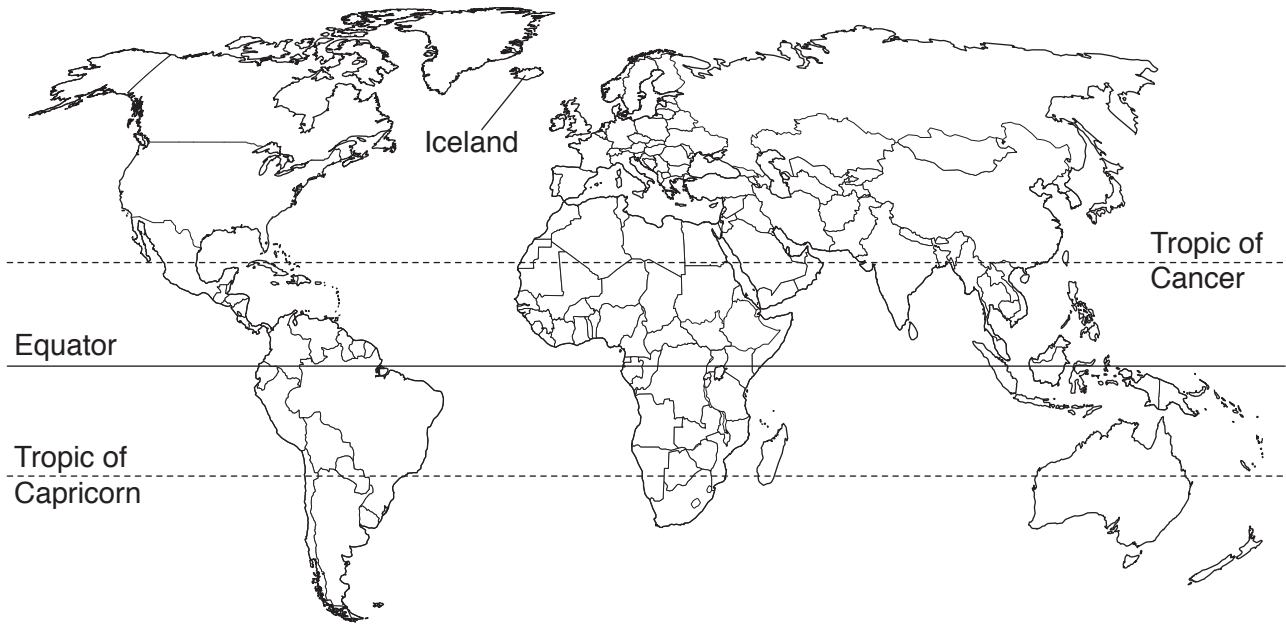 Iceland
Tropic of
Cancer
Equator
Tropic of
Capricorn